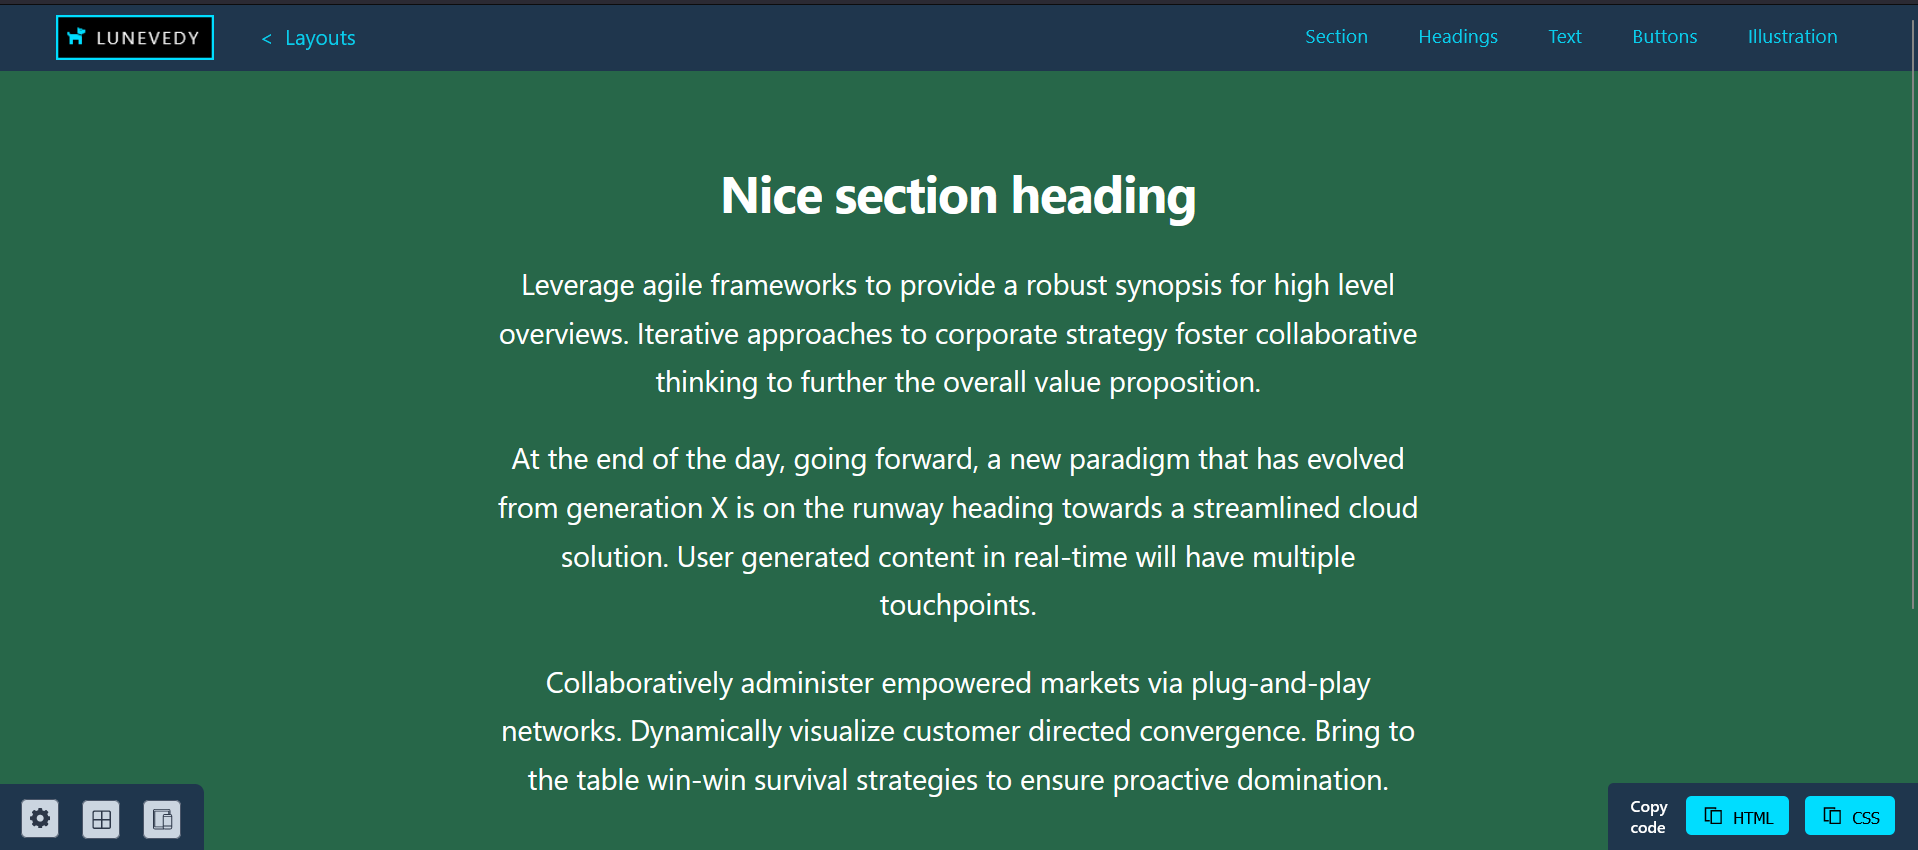 LUNEVEDY
< Layouts
Section
Headings
Text
Buttons
Illustration
Nice section heading
Leverage agile frameworks to provide a robust synopsis for high level
overviews. Iterative approaches to corporate strategy foster collaborative
thinking to further the overall value proposition.
At the end of the day, going forward, a new paradigm that has evolved
from generation X is on the runway heading towards a streamlined cloud
solution. User generated content in real-time will have multiple
touchpoints.
Collaboratively administer empowered markets via plug-and-play
networks. Dynamically visualize customer directed convergence. Bring to
the table win-win survival strategies to ensure proactive domination.
Copy
code
HTML
CSS